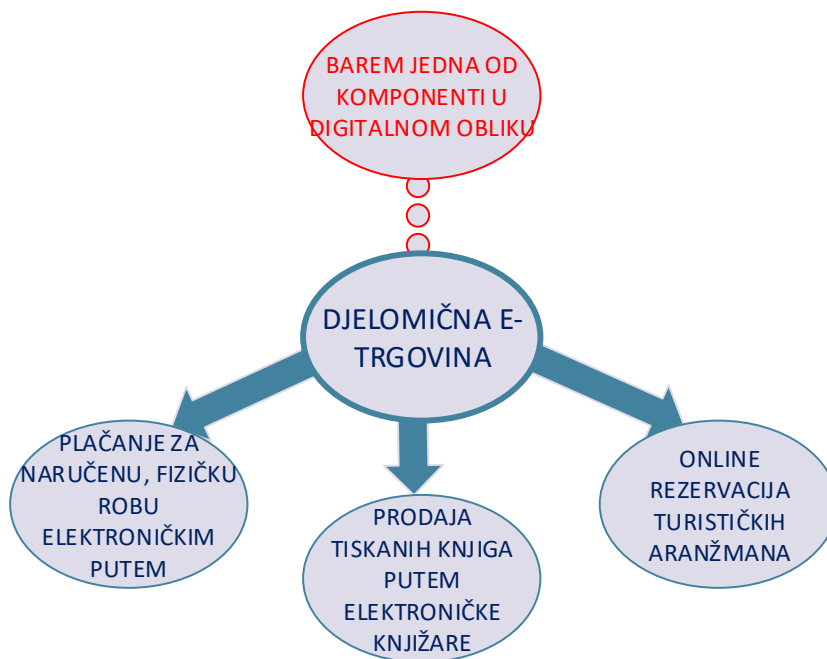 BAREM JEDNA OD
KOMPONENTI U
DIGITALNOM OBLIKU
DJELOMIČNA E-
TRGOVINA
PLAČANJE ZA
NARUČENU, FIZIČKU
ROBU
ELEKTRONIČKIM
PUTEM
PRODAJA
TISKANIH KNJIGA
PUTEM
ELEKTRONIČKE
KNJIŽARE
ONLINE
REZERVACIJA
TURISTIČKIH
ARANŽMANA